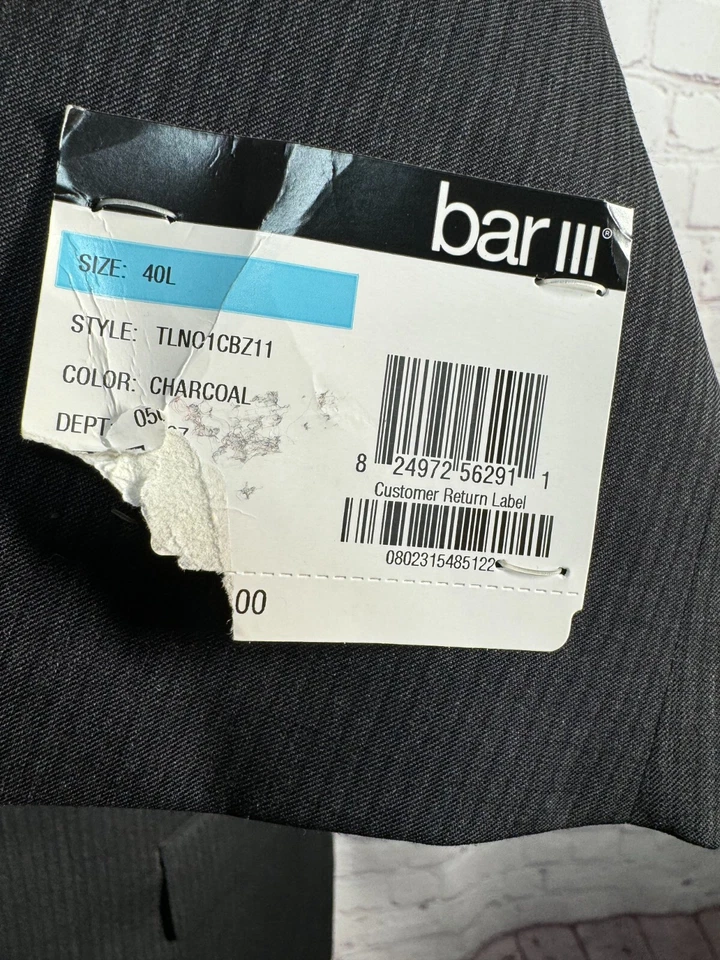 bar III®
SIZE: 40L
STYLE: TLNO1CBZ11
COLOR: CHARCOAL
DEPT
8 24972 56291 1
Customer Return Label
0802315485122
00